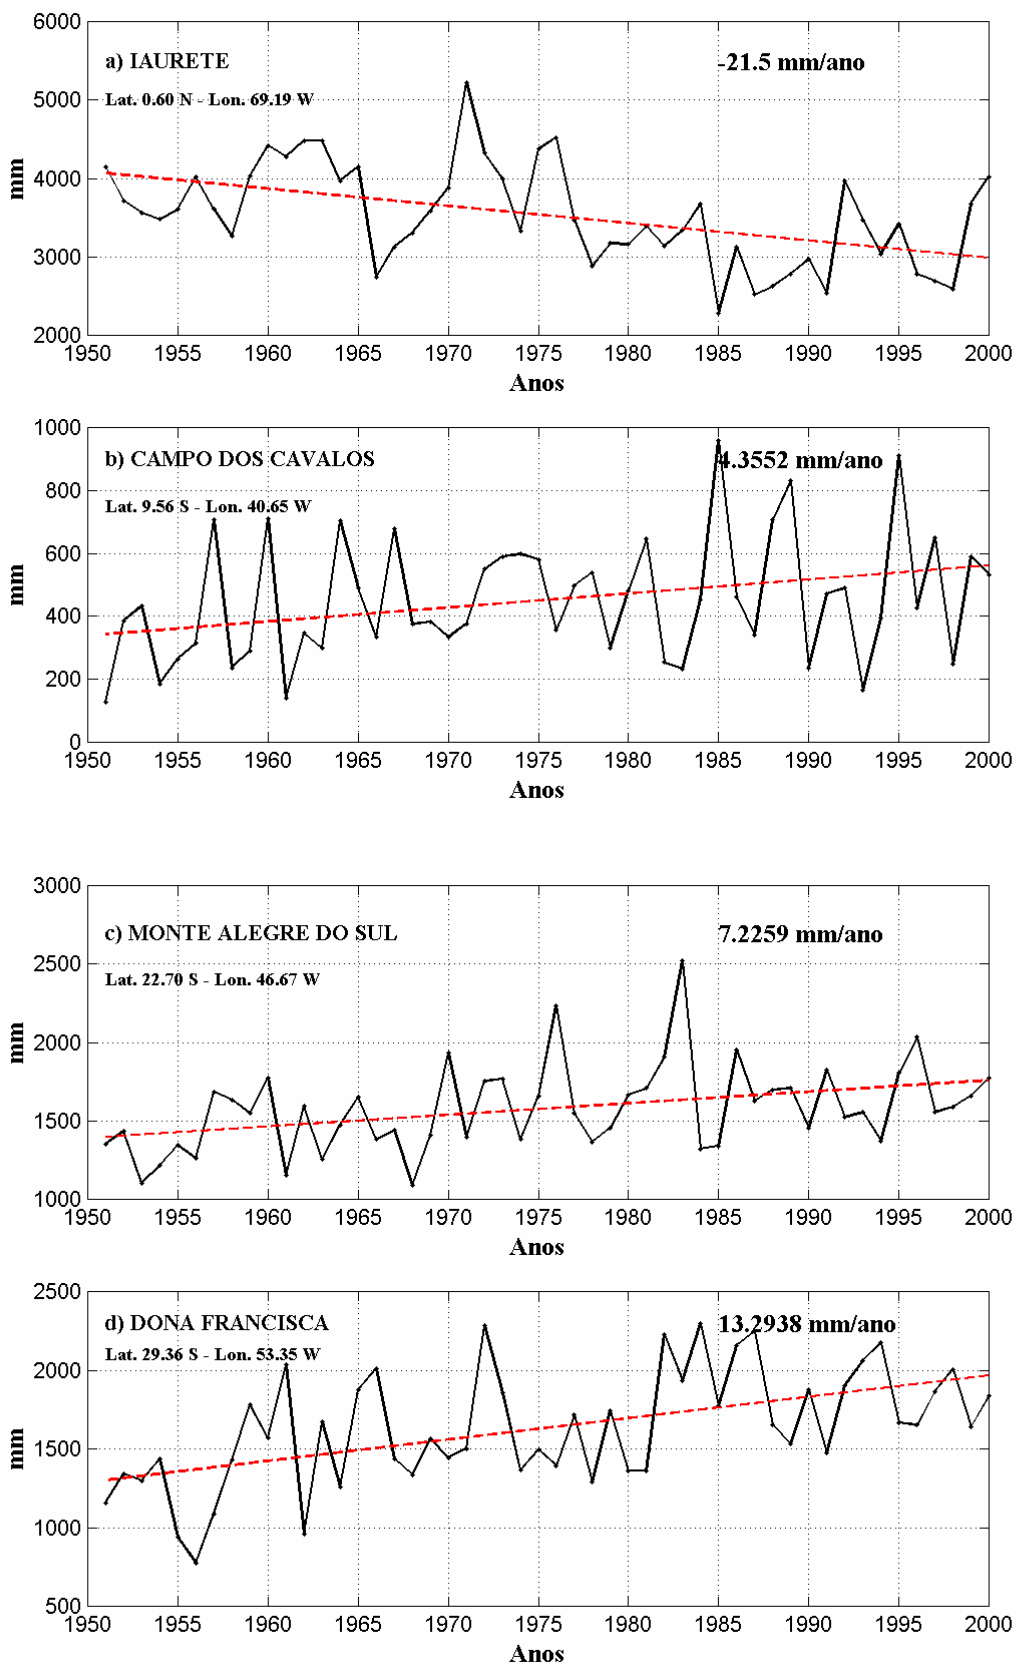 6000
a) IAURETE
-21.5 mm/ano
Lat. 0.60 N - Lon. 69.19 W
5000
4000
3000
2000
mm
1950 1955 1960 1965 1970 1975 1980 1985 1990 1995 2000
Anos
1000
b) CAMPO DOS CAVALOS
4.3552 mm/ano
800
Lat. 9.56 S - Lon. 40.65 W
600
400
200
0
mm
1950 1955 1960 1965 1970 1975 1980 1985 1990 1995 2000
Anos
3000
c) MONTE ALEGRE DO SUL
7.2259 mm/ano
2500
Lat. 22.70 S - Lon. 46.67 W
2000
1500
1000
mm
1950 1955 1960 1965 1970 1975 1980 1985 1990 1995 2000
Anos
2500
d) DONA FRANCISCA
13.2938 mm/ano
Lat. 29.36 S - Lon. 53.35 W
2000
1500
1000
500
mm
1950 1955 1960 1965 1970 1975 1980 1985 1990 1995 2000
Anos